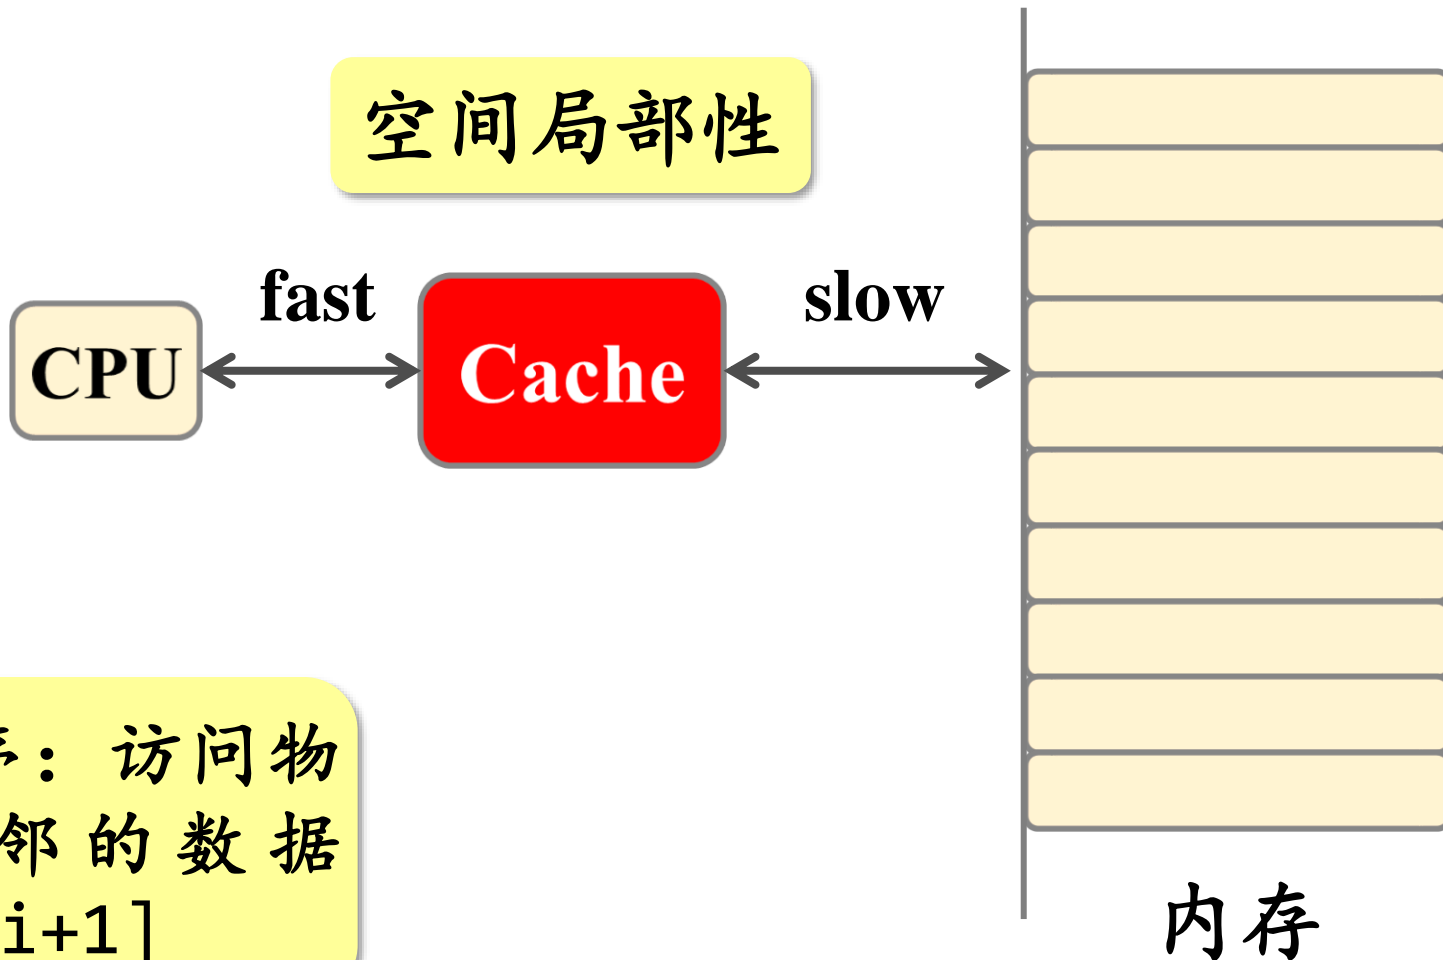 空间局部性
fast
slow
CPU
Cache
：访问物
邻的数据
i+1]
内存